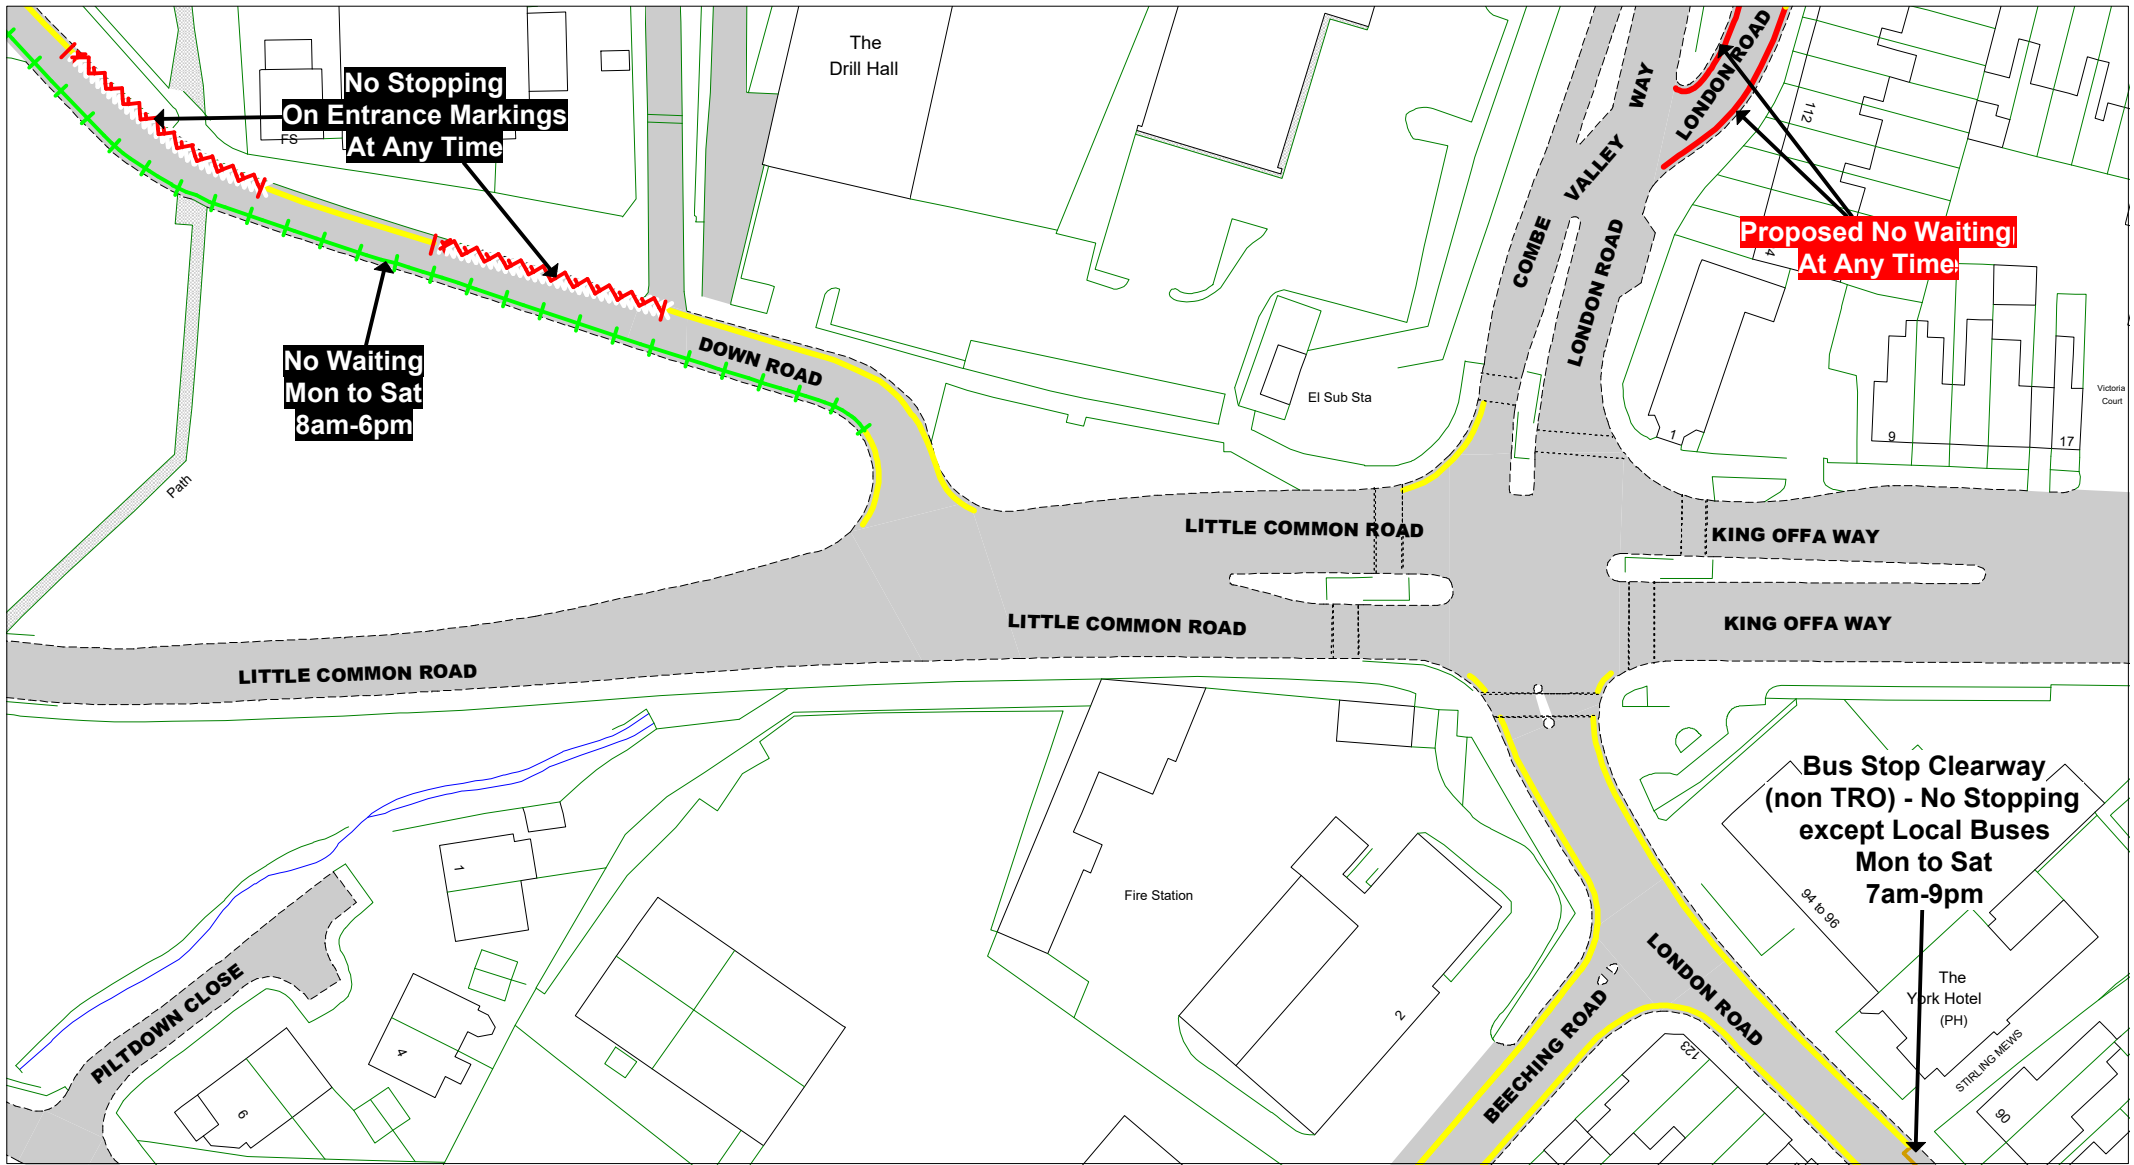 The
Drill Hall
No Stopping
On Entrance Markings
At Any Time
FS
LONDON ROAD
LONDON ROAD
WAY
VALLEY
COMBE
LONDON ROAD
112
Proposed No Waiting
At Any Time
4
No Waiting
Mon to Sat
8am-6pm
DOWN ROAD
El Sub Sta
Victoria
Court
1
9
17
Path
LITTLE COMMON ROAD
KING OFFA WAY
LITTLE COMMON ROAD
KING OFFA WAY
LITTLE COMMON ROAD
Bus Stop Clearway
(non TRO) - No Stopping
except Local Buses
Mon to Sat
7am-9pm
1
Fire Station
94 to 96
LONDON ROAD
The
York Hotel
(PH)
PILTDOWN CLOSE
BEECHING ROAD
2
4
6
123
STIRLING MEWS
90